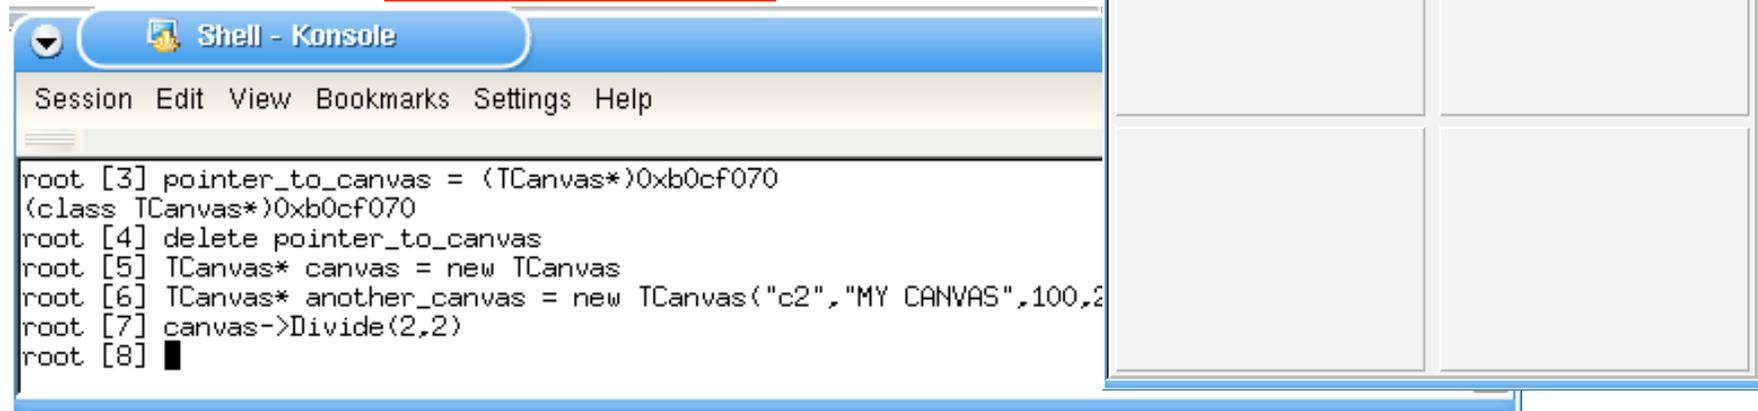 Shell - Konsole
Session Edit View Bookmarks Settings Help
root [3] pointer_to_canvas = (TCanvas*)0xb0cf070
(class TCanvas*)0xb0cf070
root [4] delete pointer_to_canvas
root [5] TCanvas* canvas = new TCanvas
root [6] TCanvas* another_canvas = new TCanvas("c2","MY CANVAS",100,2
root [7] canvas->Divide(2,2)
root [8]